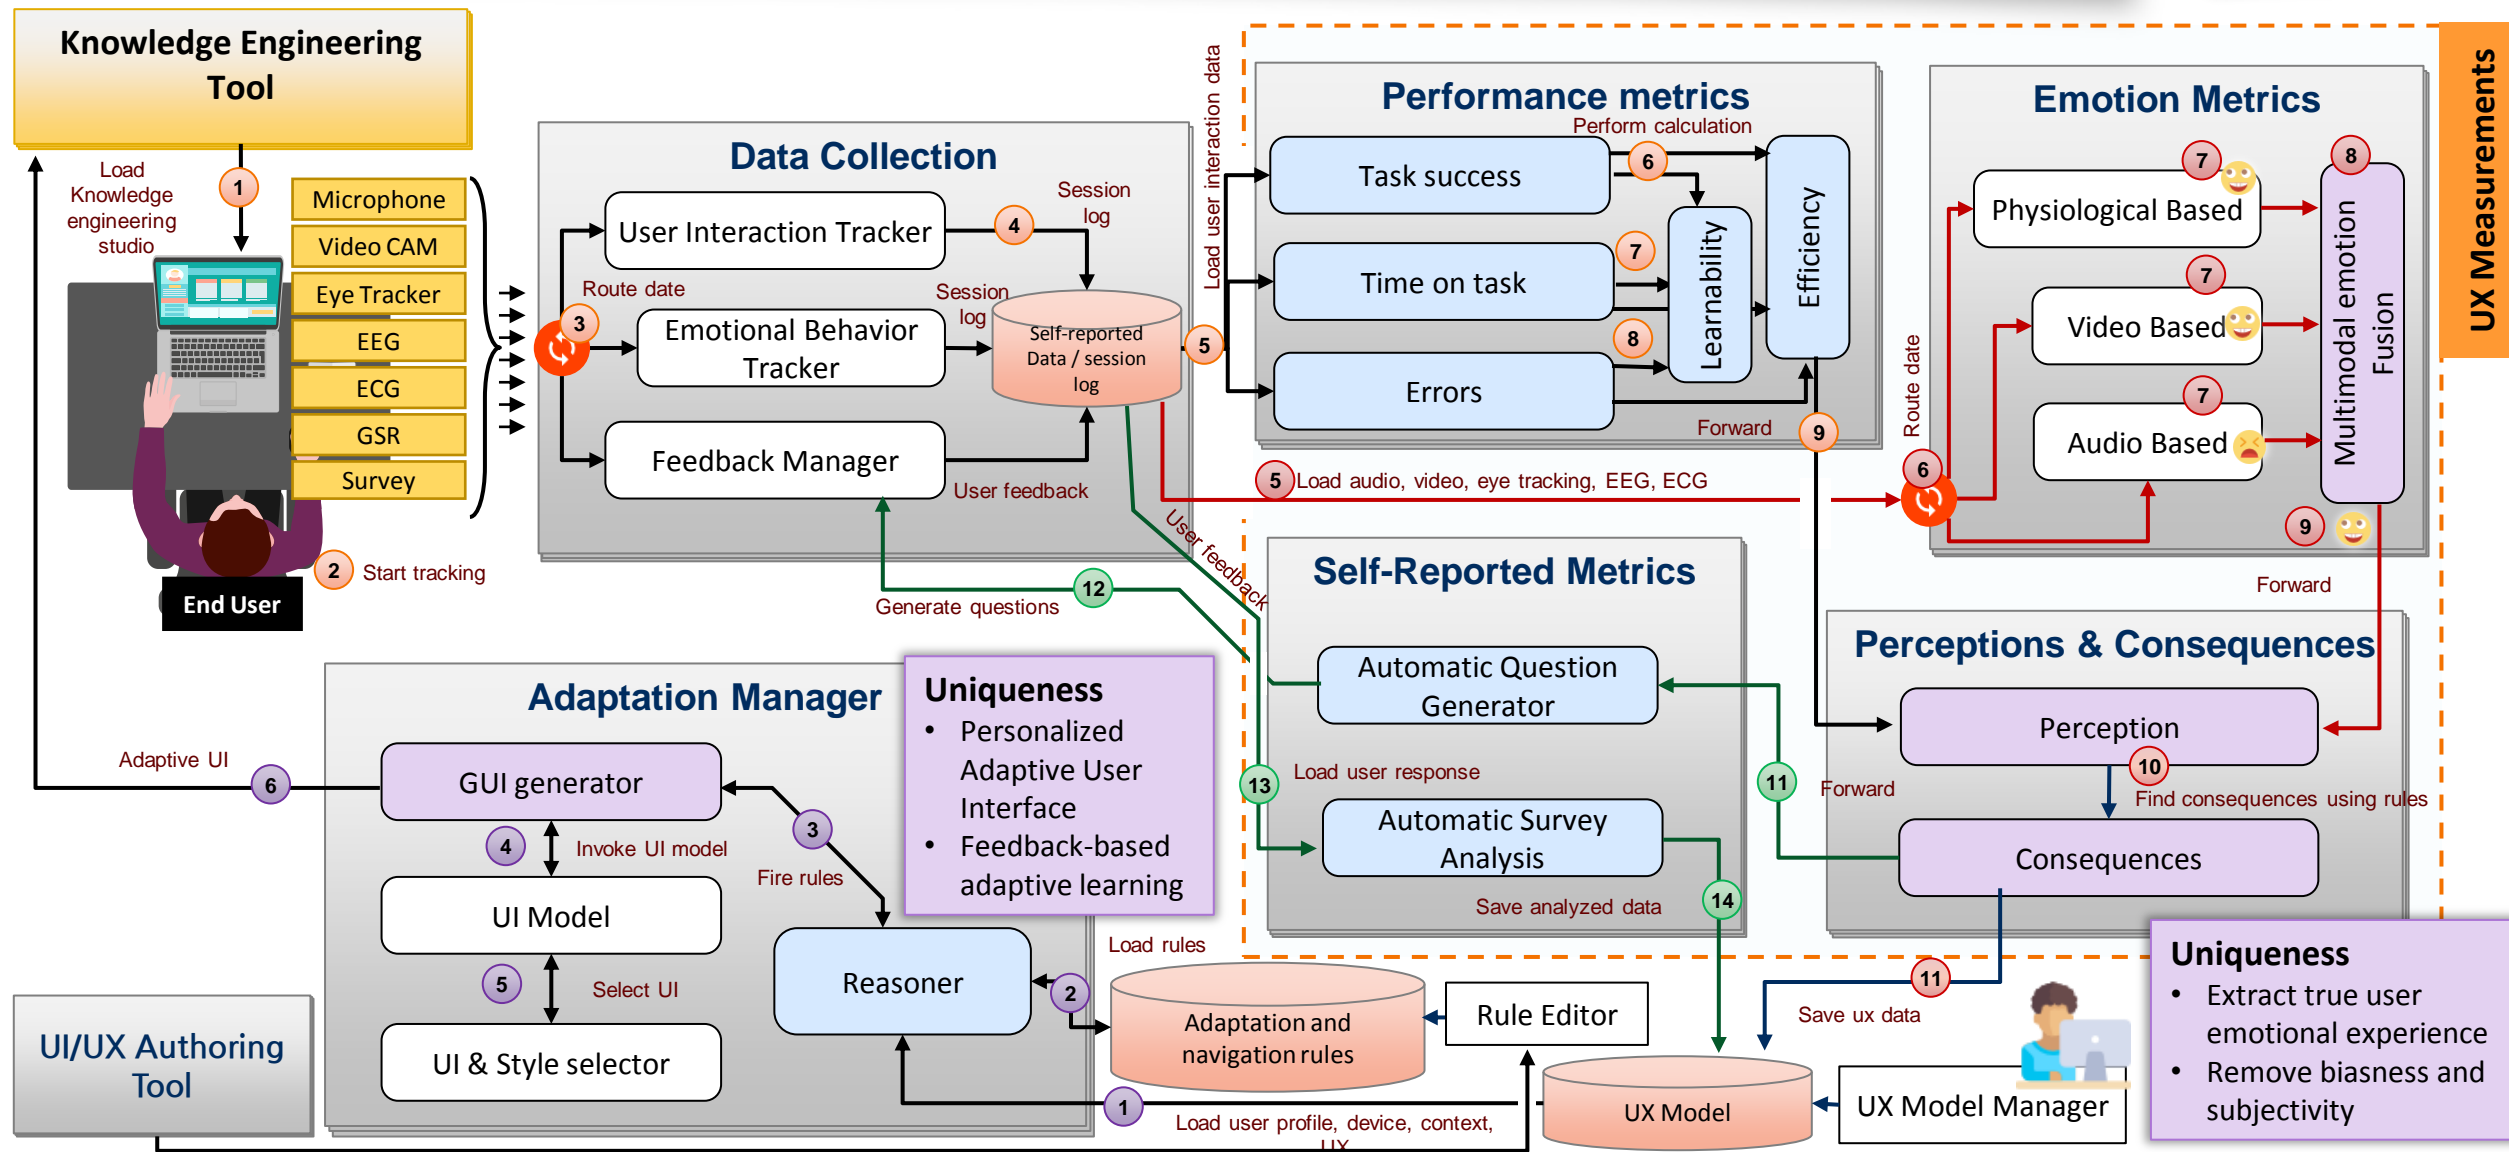 Knowledge Engineering
Tool
Load
Knowledge
engineering
studio
1
Microphone
Video CAM
Eye Tracker
EEG
ECG
GSR
Survey
2
Start tracking
End User
Data Collection
User Interaction Tracker
4
Session
log
Route date
3
Emotional Behavior
Tracker
Session
log
Self-reported
Data / session
log
Feedback Manager
User feedback
5
Load user interaction data
Performance metrics
Perform calculation
Task success
6
Time on task
7
Errors
8
Learnability
Efficiency
Forward
9
UX Measurements
Emotion Metrics
Physiological Based
7
Video Based
7
Audio Based
7
8
Multimodal emotion
Fusion
9
Route date
6
5
Load audio, video, eye tracking, EEG, ECG
User feedback
12
Generate questions
Self-Reported Metrics
Automatic Question
Generator
13
Load user response
Automatic Survey
Analysis
14
Save analyzed data
11
Forward
Forward
Perceptions & Consequences
Perception
10
Find consequences using rules
Consequences
11
Save ux data
Uniqueness
• Extract true user
emotional experience
• Remove biasness and
subjectivity
Adaptation Manager
Uniqueness
• Personalized
Adaptive User
Interface
• Feedback-based
adaptive learning
Adaptive UI
6
GUI generator
4
Invoke UI model
3
Fire rules
UI Model
5
Select UI
UI & Style selector
Reasoner
Load rules
2
Adaptation and
navigation rules
Rule Editor
UI/UX Authoring
Tool
1
Load user profile, device, context,
UX
UX Model
UX Model Manager